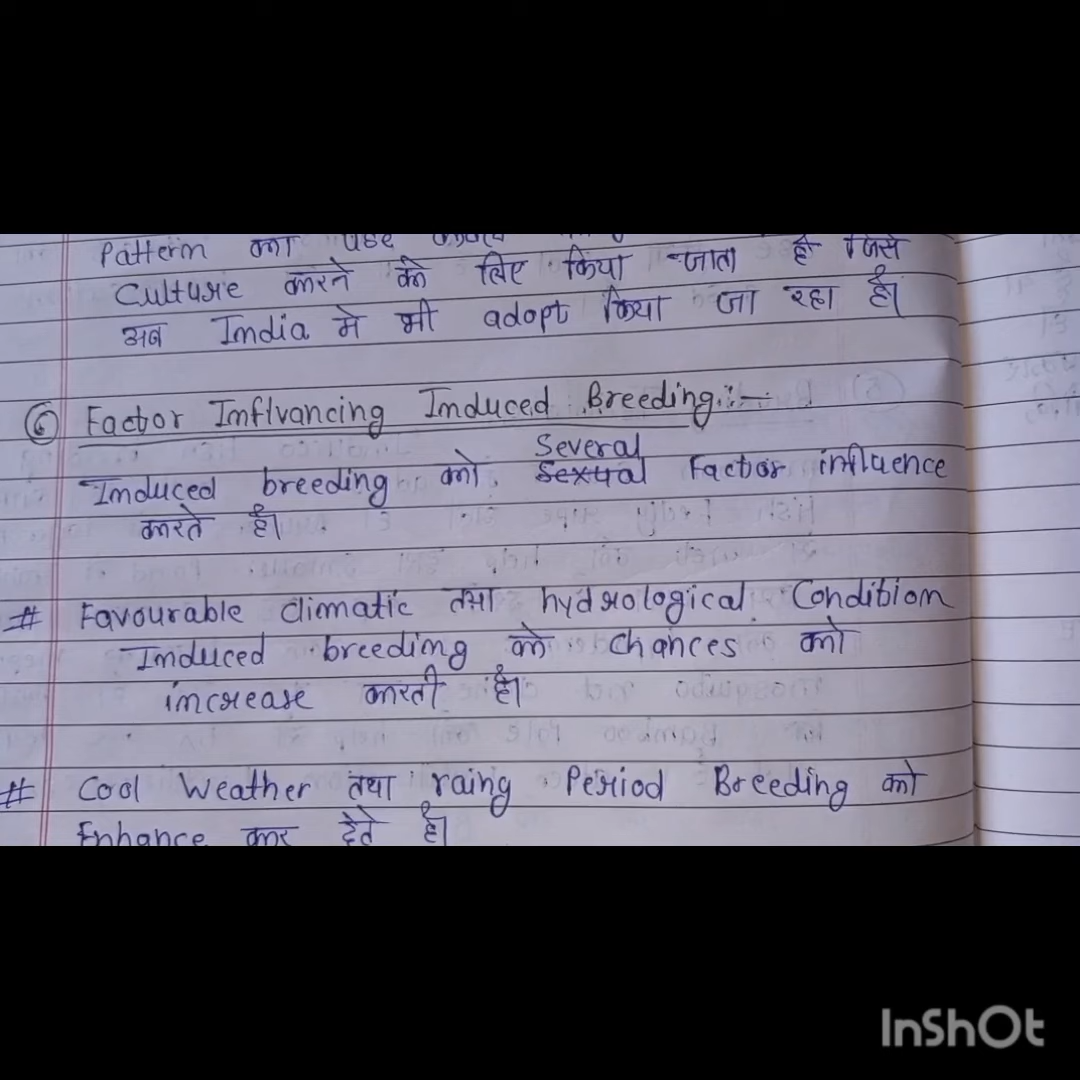 Pattern का
Culture करने के लिए किया जाता है जिसे
अब India मे भी adopt किया जा रहा है।
6 Factor Inflvancing Induced Breeding:-
Several
Induced breeding को Sexual Factor influence
करते है।
# Favourable climatic तथा hydrological Condition
Induced breeding के chances को
increase करती है।
# Cool Weather तथा raing Period Breeding को
Enhance कर देते है।
InShOt